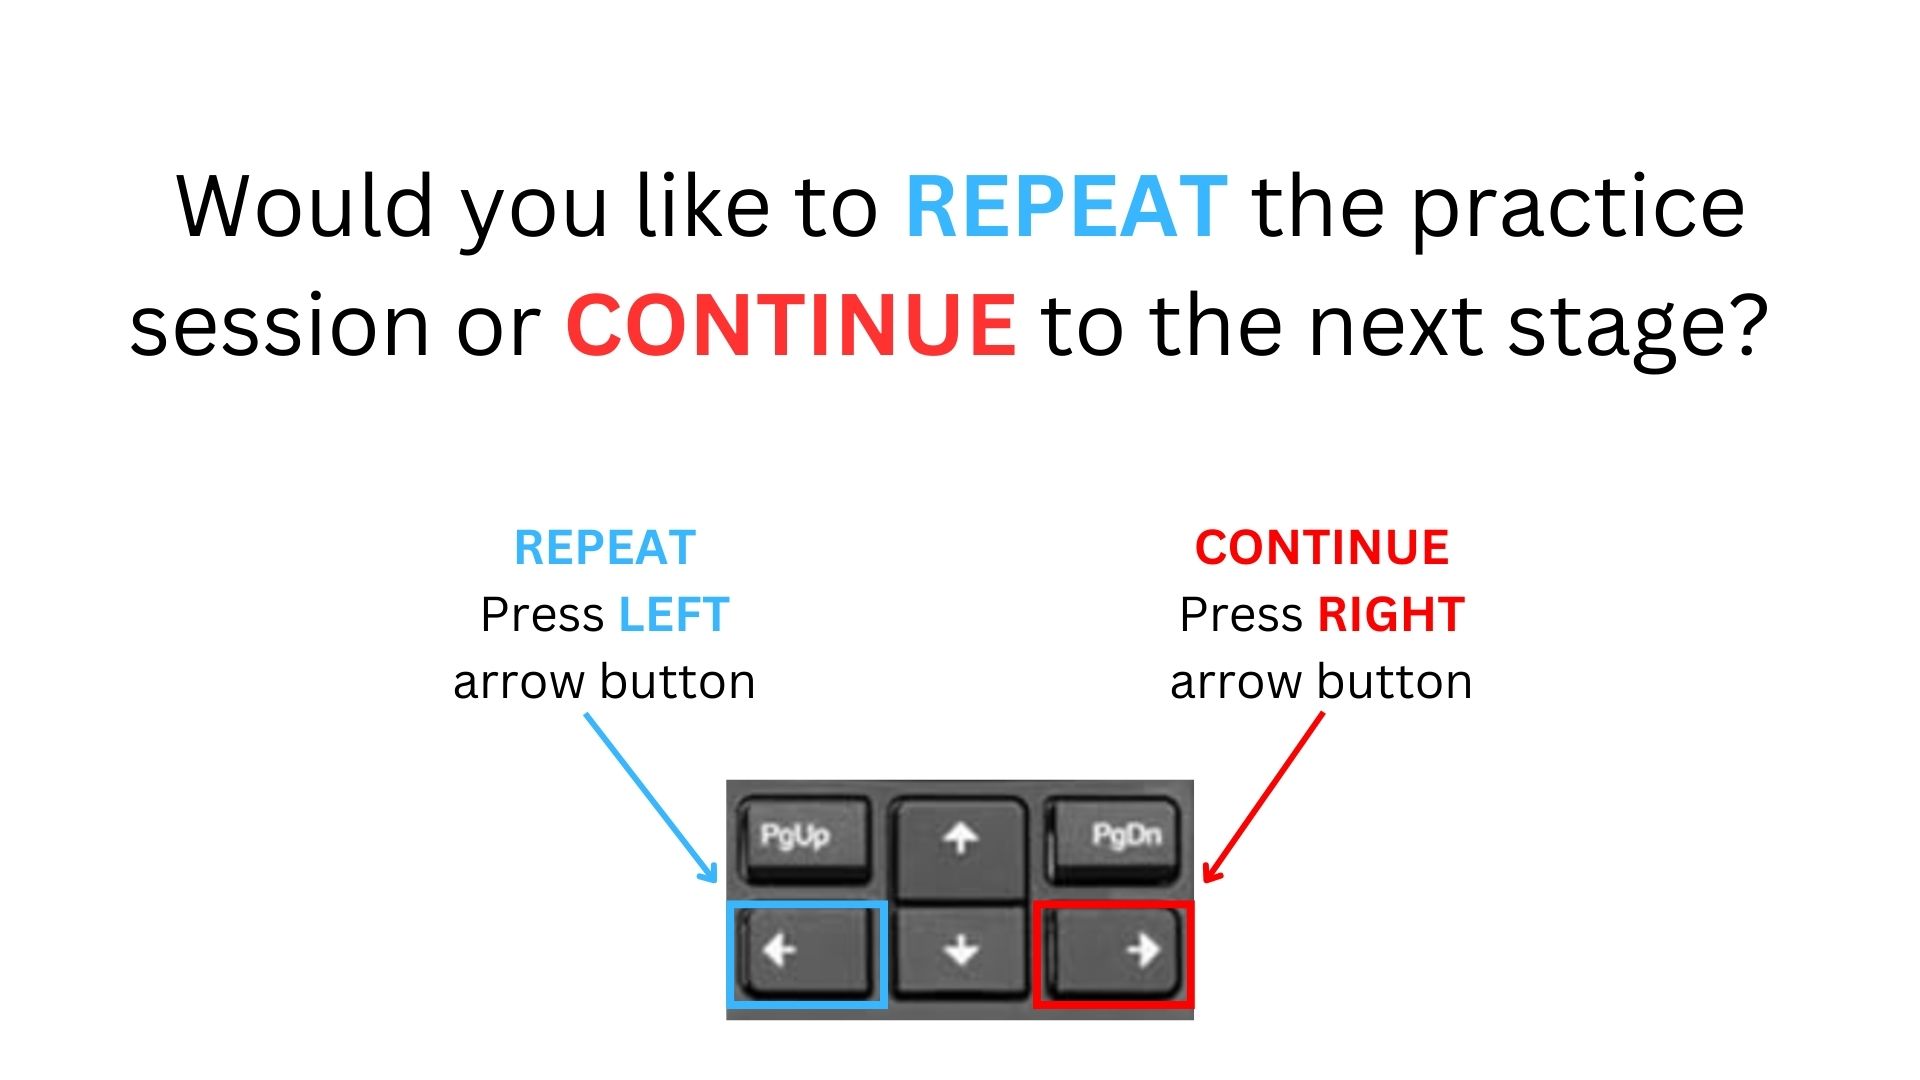 Would you like to REPEAT the practice
session or CONTINUE to the next stage?
REPEAT
Press LEFT
arrow button
CONTINUE
Press RIGHT
arrow button
PgUp
PgDn